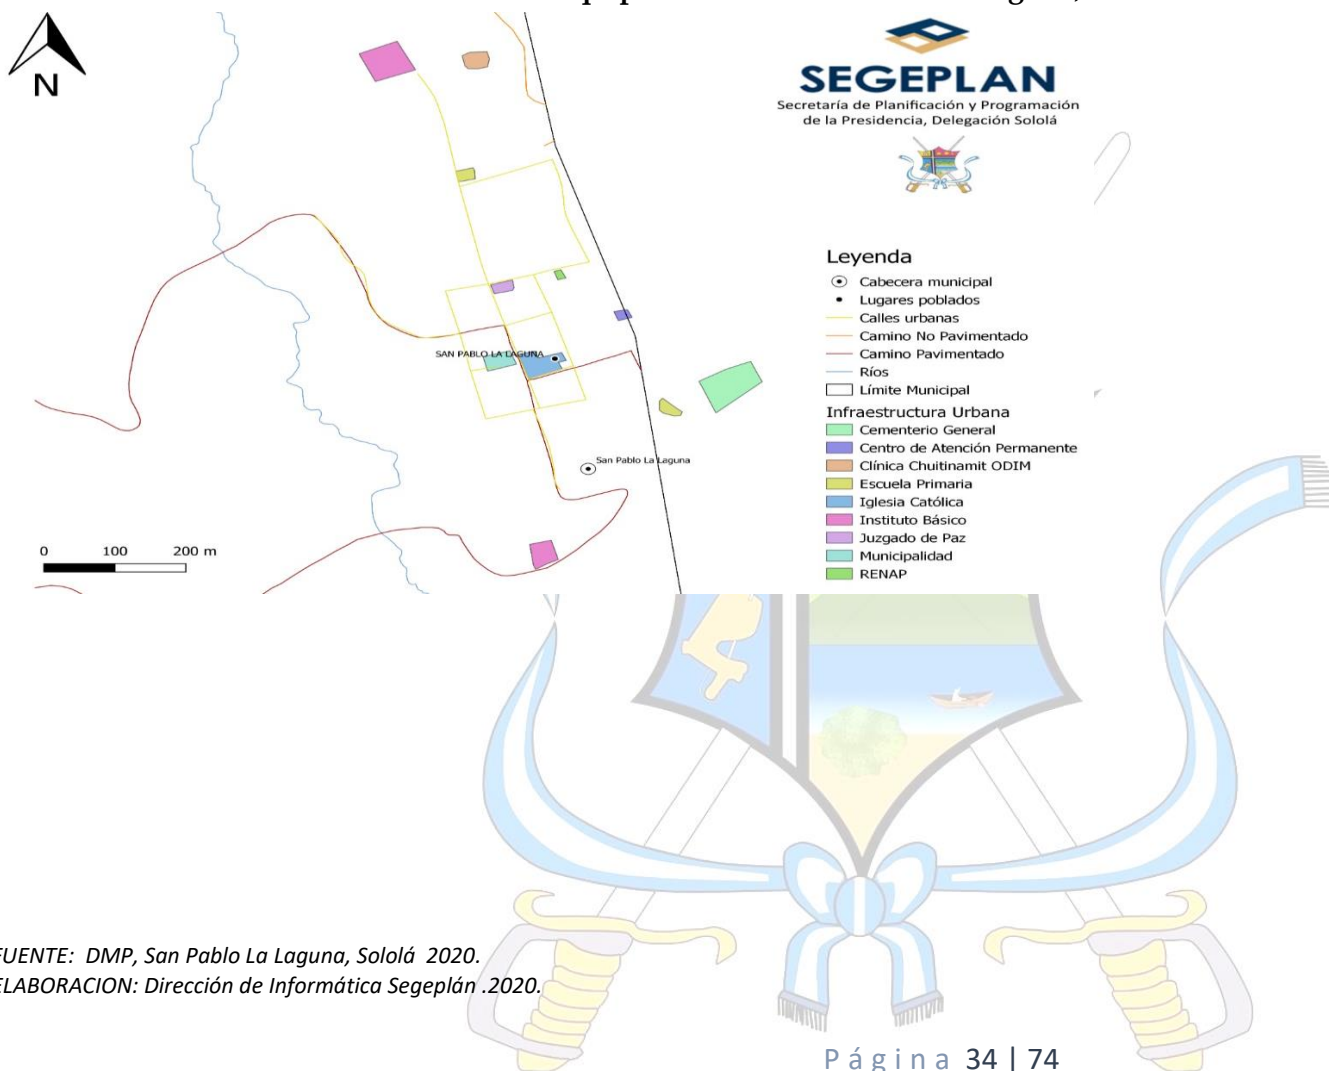 N
SEGEPLAN
Secretaría de Planificación y Programación
de la Presidencia, Delegación Sololá
Leyenda
Cabecera municipal
Lugares poblados
Calles urbanas
Camino No Pavimentado
Camino Pavimentado
Ríos
Límite Municipal
Infraestructura Urbana
Cementerio General
Centro de Atención Permanente
Clínica Chuitinamit ODIM
Escuela Primaria
Iglesia Católica
Instituto Básico
Juzgado de Paz
Municipalidad
RENAP
SAN PABLO LA LAGUNA
San Pablo La Laguna
0 100 200 m
FUENTE: DMP, San Pablo La Laguna, Sololá 2020.
ELABORACION: Dirección de Informática Segeplán .2020.
Página 34 | 74